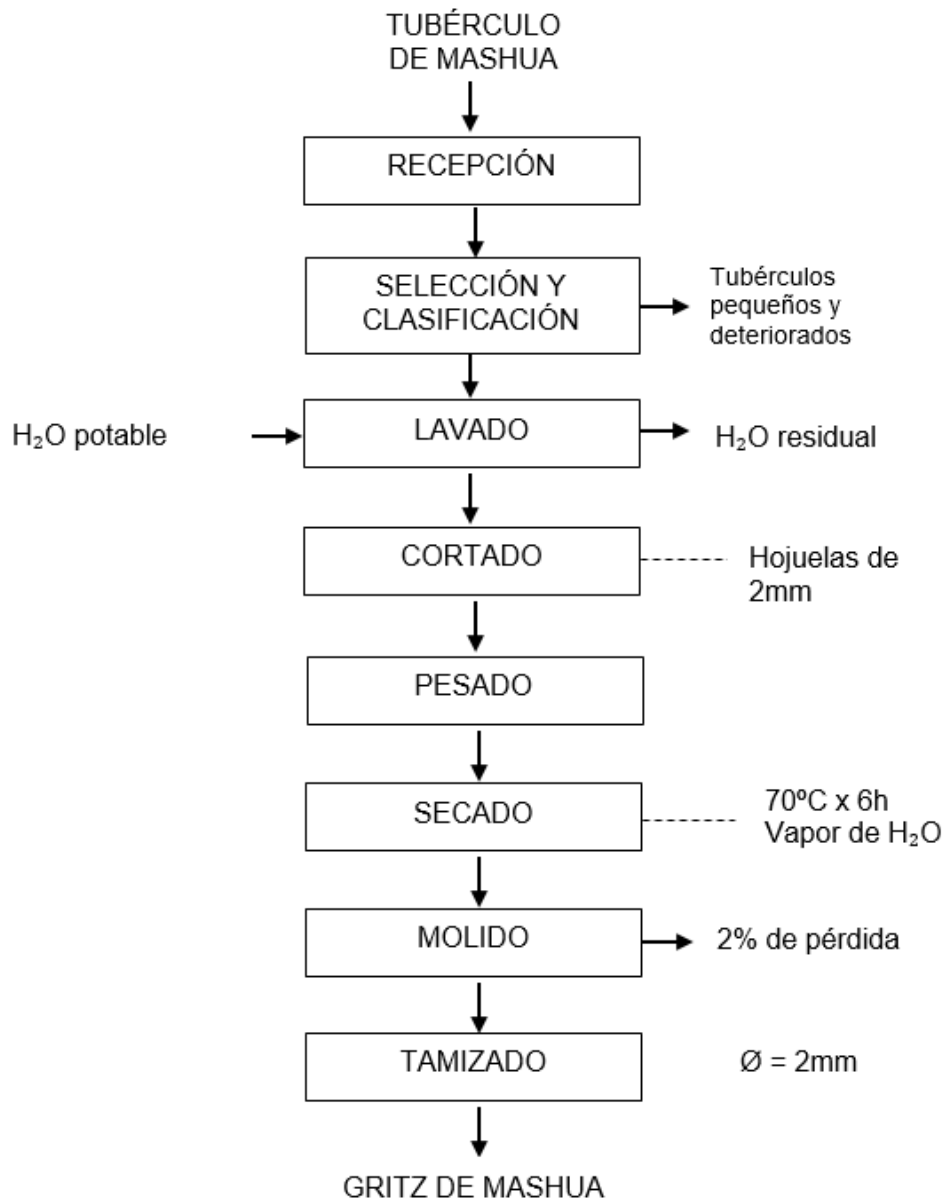 TUBÉRCULO
DE MASHUA
RECEPCIÓN
SELECCIÓN Y
CLASIFICACIÓN
Tubérculos
pequeños y
deteriorados
H₂O potable
LAVADO
H₂O residual
CORTADO
Hojuelas de
2mm
PESADO
SECADO
70ºC x 6h
Vapor de H₂O
MOLIDO
2% de pérdida
TAMIZADO
Ø = 2mm
GRITZ DE MASHUA